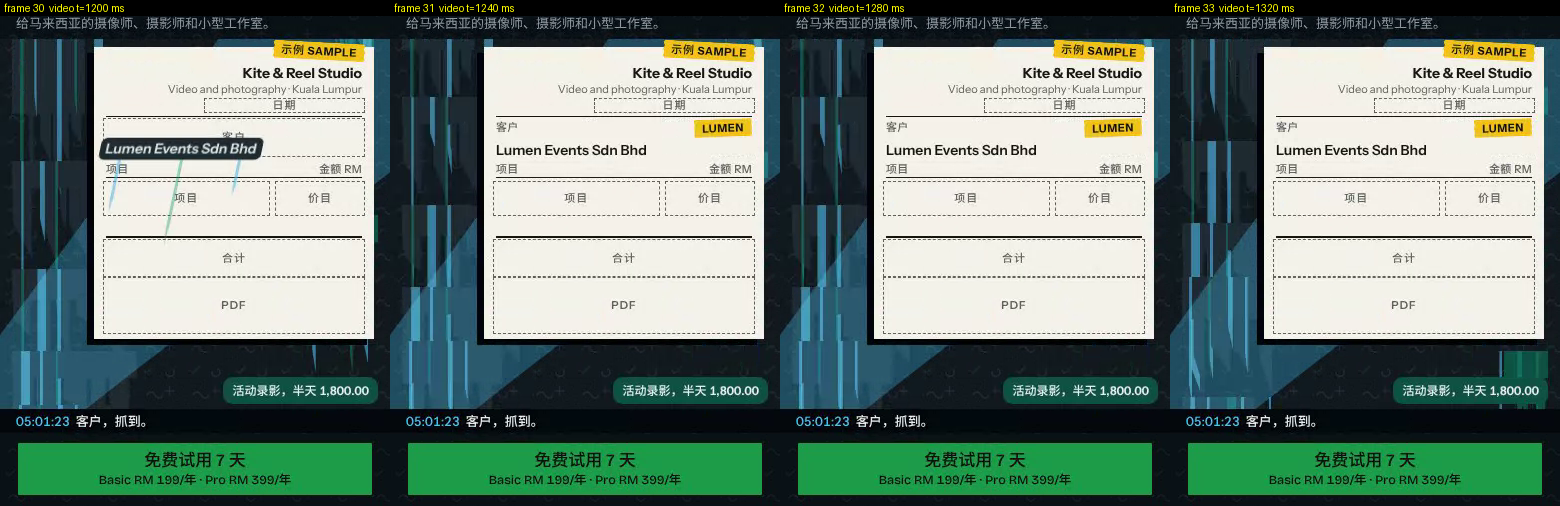 frame 30 video t=1200 ms
给马来西亚的摄像师、摄影师和小型工作室。
示例 SAMPLE
Kite & Reel Studio
Video and photography · Kuala Lumpur
日期
客户
Lumen Events Sdn Bhd
项目 金额 RM
项目 价目
合计
PDF
活动录影，半天 1,800.00
05:01:23 客户，抓到。
免费试用 7 天
Basic RM 199/年 · Pro RM 399/年
frame 31 video t=1240 ms
给马来西亚的摄像师、摄影师和小型工作室。
示例 SAMPLE
Kite & Reel Studio
Video and photography · Kuala Lumpur
日期
客户 LUMEN
Lumen Events Sdn Bhd
项目 金额 RM
项目 价目
合计
PDF
活动录影，半天 1,800.00
05:01:23 客户，抓到。
免费试用 7 天
Basic RM 199/年 · Pro RM 399/年
frame 32 video t=1280 ms
给马来西亚的摄像师、摄影师和小型工作室。
示例 SAMPLE
Kite & Reel Studio
Video and photography · Kuala Lumpur
日期
客户 LUMEN
Lumen Events Sdn Bhd
项目 金额 RM
项目 价目
合计
PDF
活动录影，半天 1,800.00
05:01:23 客户，抓到。
免费试用 7 天
Basic RM 199/年 · Pro RM 399/年
frame 33 video t=1320 ms
给马来西亚的摄像师、摄影师和小型工作室。
示例 SAMPLE
Kite & Reel Studio
Video and photography · Kuala Lumpur
日期
客户 LUMEN
Lumen Events Sdn Bhd
项目 金额 RM
项目 价目
合计
PDF
活动录影，半天 1,800.00
05:01:23 客户，抓到。
免费试用 7 天
Basic RM 199/年 · Pro RM 399/年